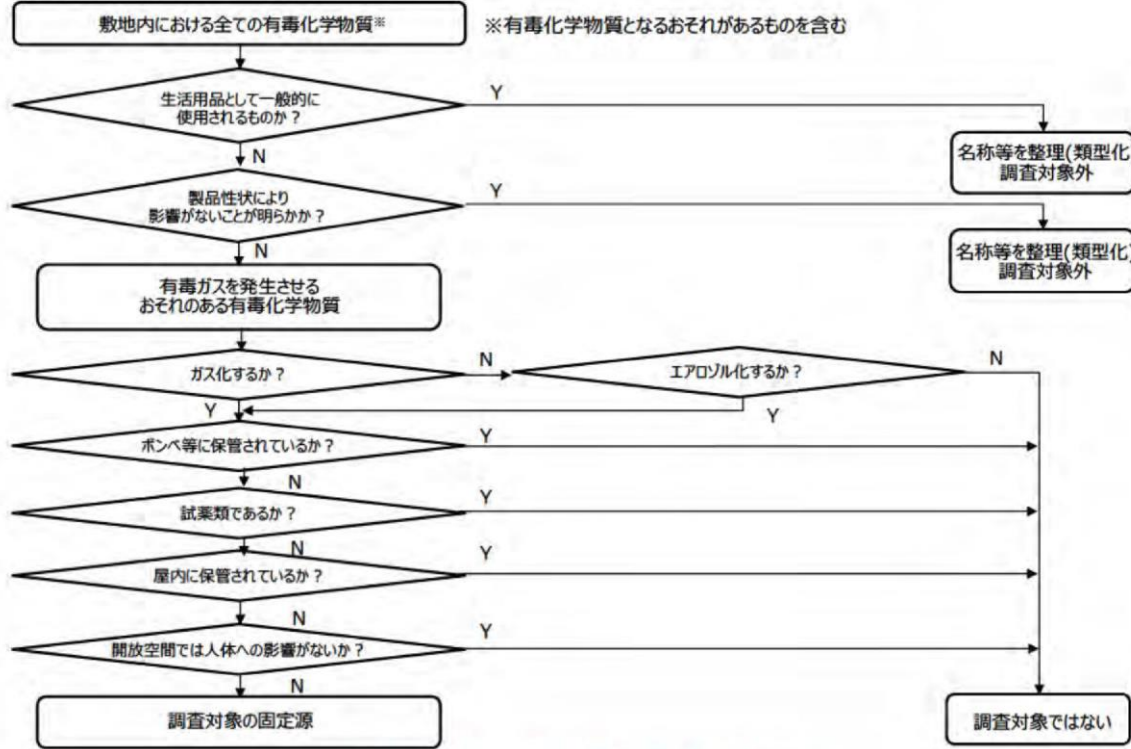 敷地内における全ての有毒化学物質※
※有毒化学物質となるおそれがあるものを含む
生活用品として一般的に
使用されるものか？
Y
N
名称等を整理(類型化)
調査対象外
製品性状により
影響がないことが明らかか？
Y
N
名称等を整理(類型化)
調査対象外
有毒ガスを発生させる
おそれのある有毒化学物質
ガス化するか？
N
エアロゾル化するか？
N
Y
Y
ボンベ等に保管されているか？
Y
N
試薬類であるか？
Y
N
屋内に保管されているか？
Y
N
開放空間では人体への影響がないか？
Y
N
調査対象の固定源
調査対象ではない